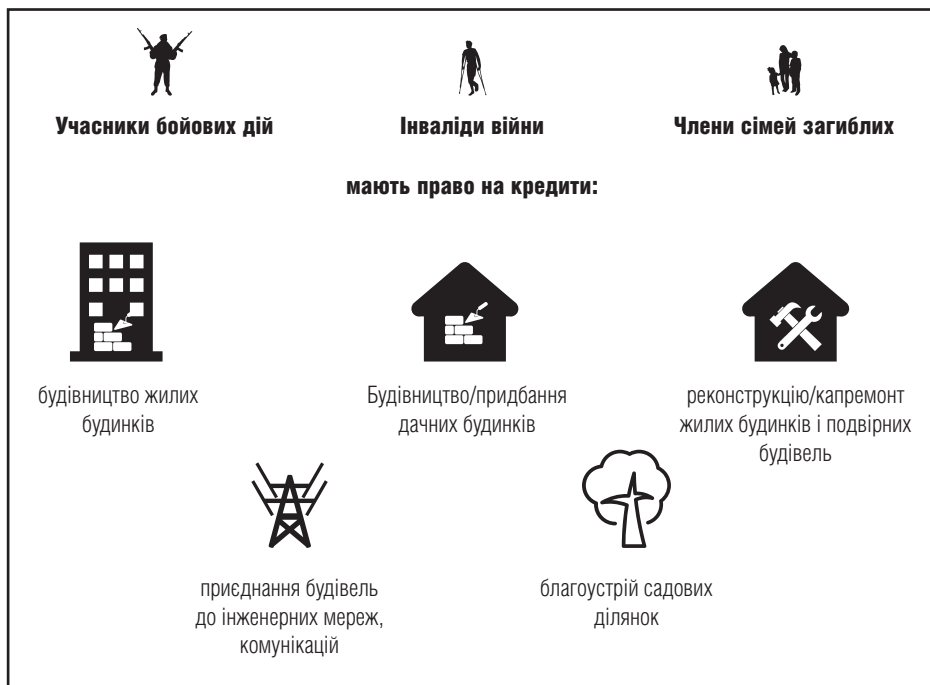 Учасники бойових дій
Інваліди війни
Члени сімей загиблих
мають право на кредити:
будівництво жилих
будинків
Будівництво/придбання
дачних будинків
реконструкцію/капремонт
жилих будинків і подвірних
будівель
приєднання будівель
до інженерних мереж,
комунікацій
благоустрій садових
ділянок